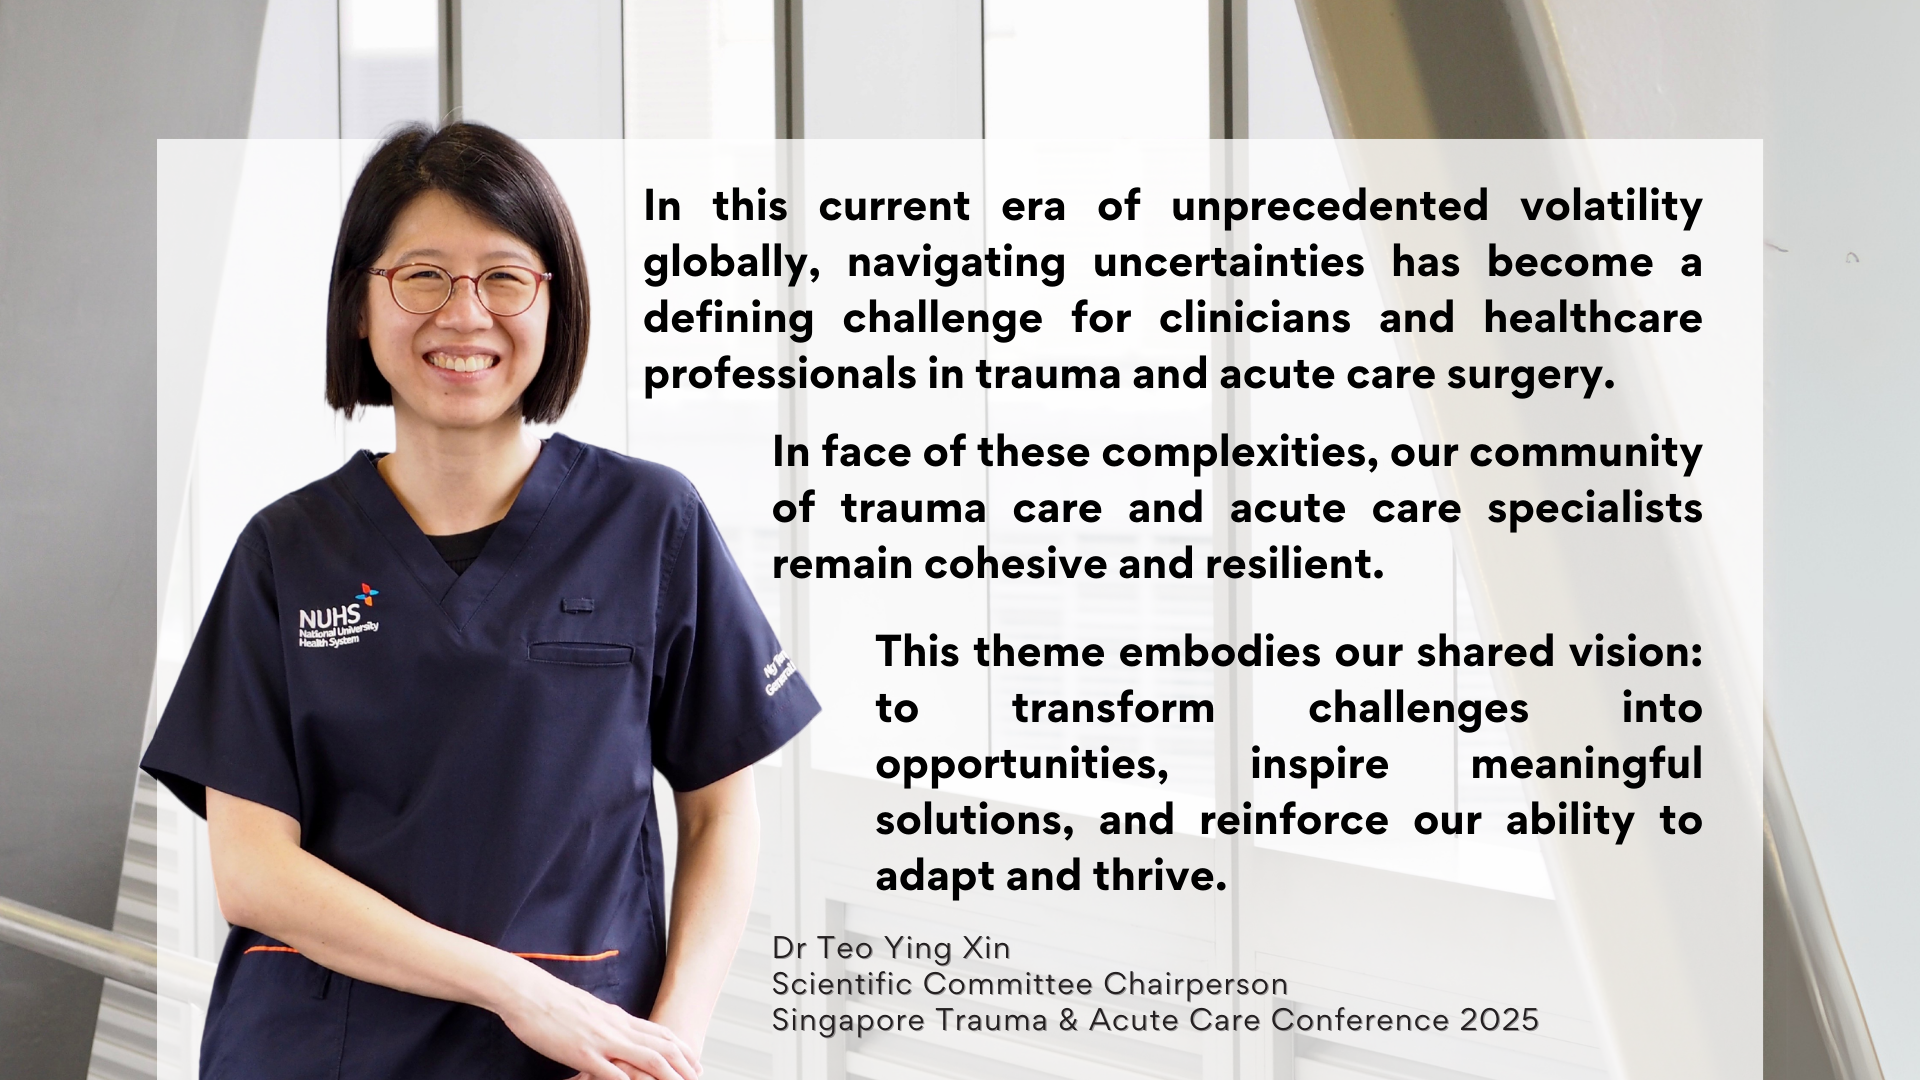 In this current era of unprecedented volatility
globally, navigating uncertainties has become a
defining challenge for clinicians and healthcare
professionals in trauma and acute care surgery.
In face of these complexities, our community
of trauma care and acute care specialists
remain cohesive and resilient.
This theme embodies our shared vision:
to transform challenges into
opportunities, inspire meaningful
solutions, and reinforce our ability to
adapt and thrive.
Dr Teo Ying Xin
Scientific Committee Chairperson
Singapore Trauma & Acute Care Conference 2025
NUHS
National University
Health System